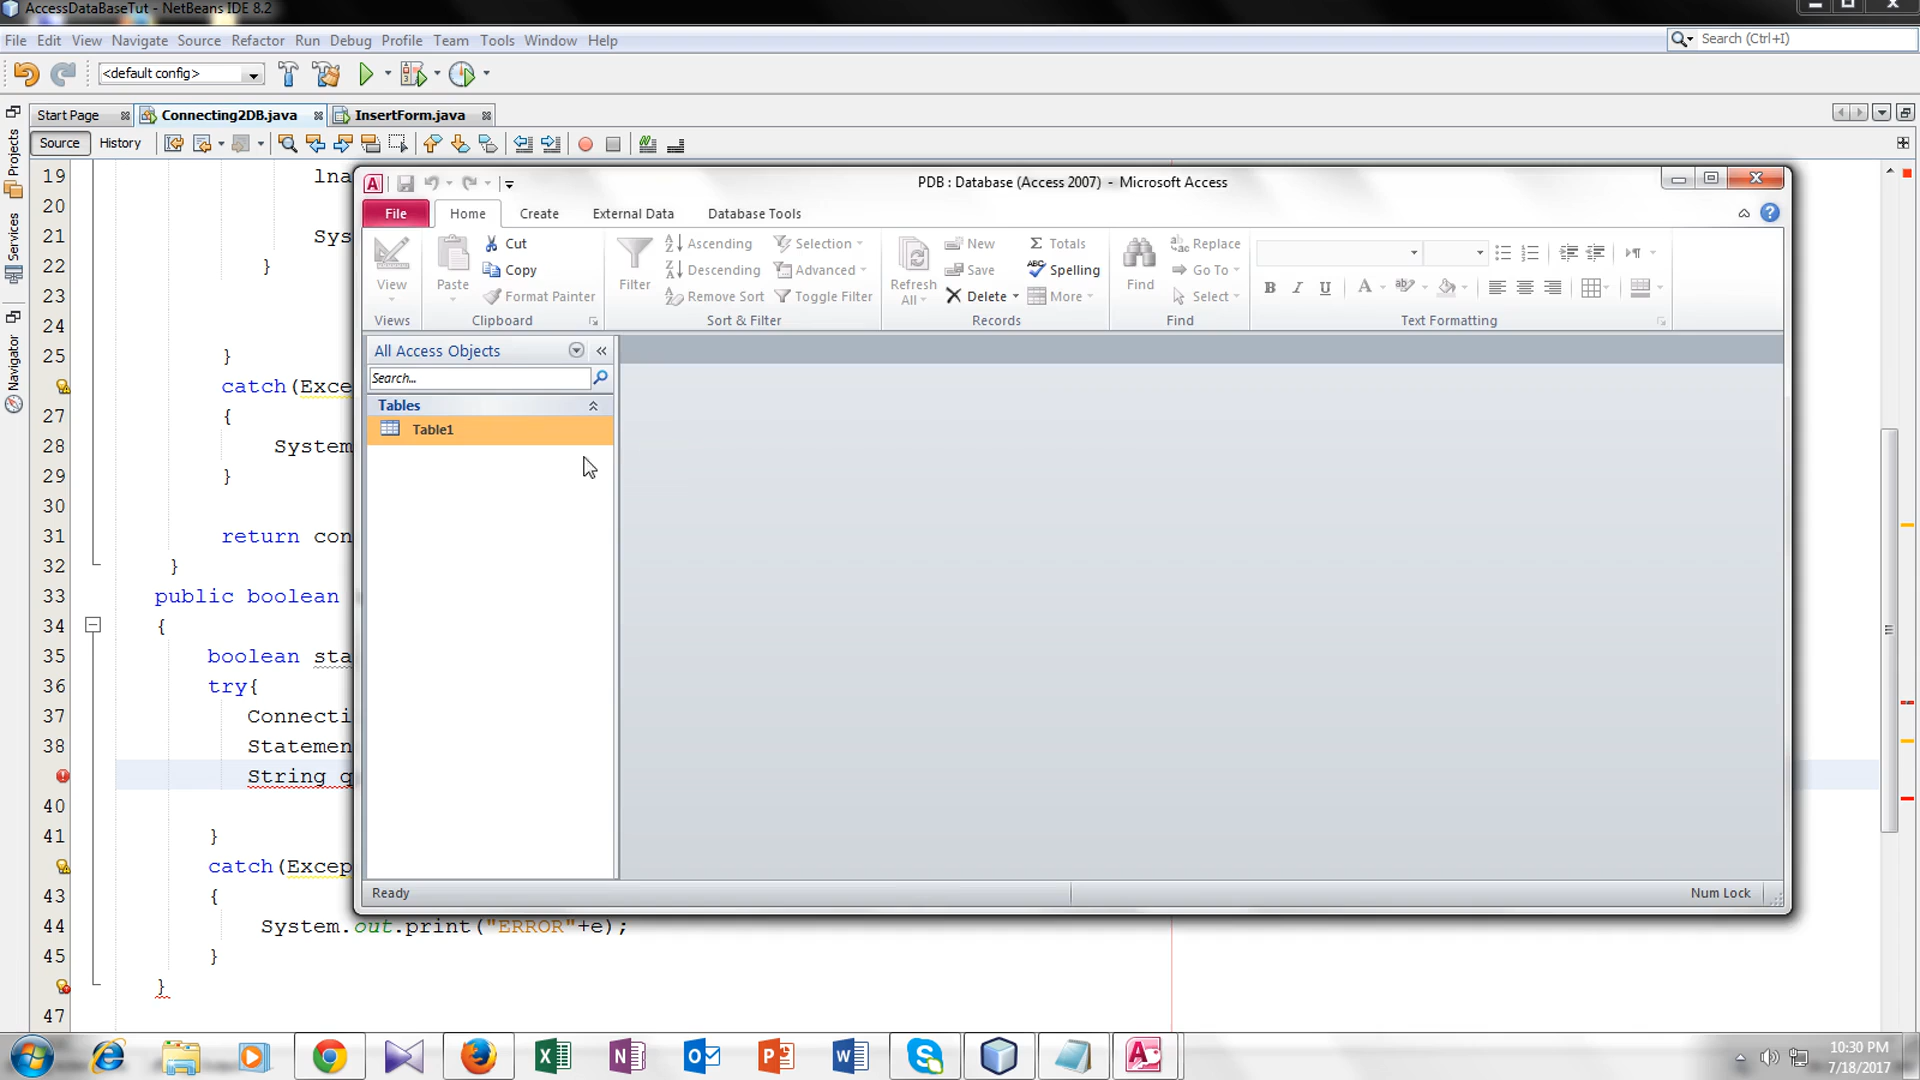 AccessDataBaseTut - NetBeans IDE 8.2
File Edit View Navigate Source Refactor Run Debug Profile Team Tools Window Help
Search (Ctrl+I)
<default config>
Start Page
Connecting2DB.java
InsertForm.java
Source History
Projects
Services
Navigator
19 lna
20
21 Sys
22 }
23
24
25 }
catch(Exce
27 {
28 System
29 }
30
31 return con
32 }
33 public boolean
34 {
35 boolean sta
36 try{
37 Connecti
38 Statemen
String q
40
41 }
catch(Excep
43 {
44 System.out.print("ERROR"+e);
45 }
}
47
PDB : Database (Access 2007) - Microsoft Access
File Home Create External Data Database Tools
View
Views
Paste
Cut
Copy
Format Painter
Clipboard
Filter
Ascending
Descending
Remove Sort
Selection
Advanced
Toggle Filter
Sort & Filter
Refresh
All
New
Save
Delete
Totals
Spelling
More
Records
Find
Replace
Go To
Select
Find
B I U
A
Text Formatting
All Access Objects
Search...
Tables
Table1
Ready
Num Lock
10:30 PM
7/18/2017